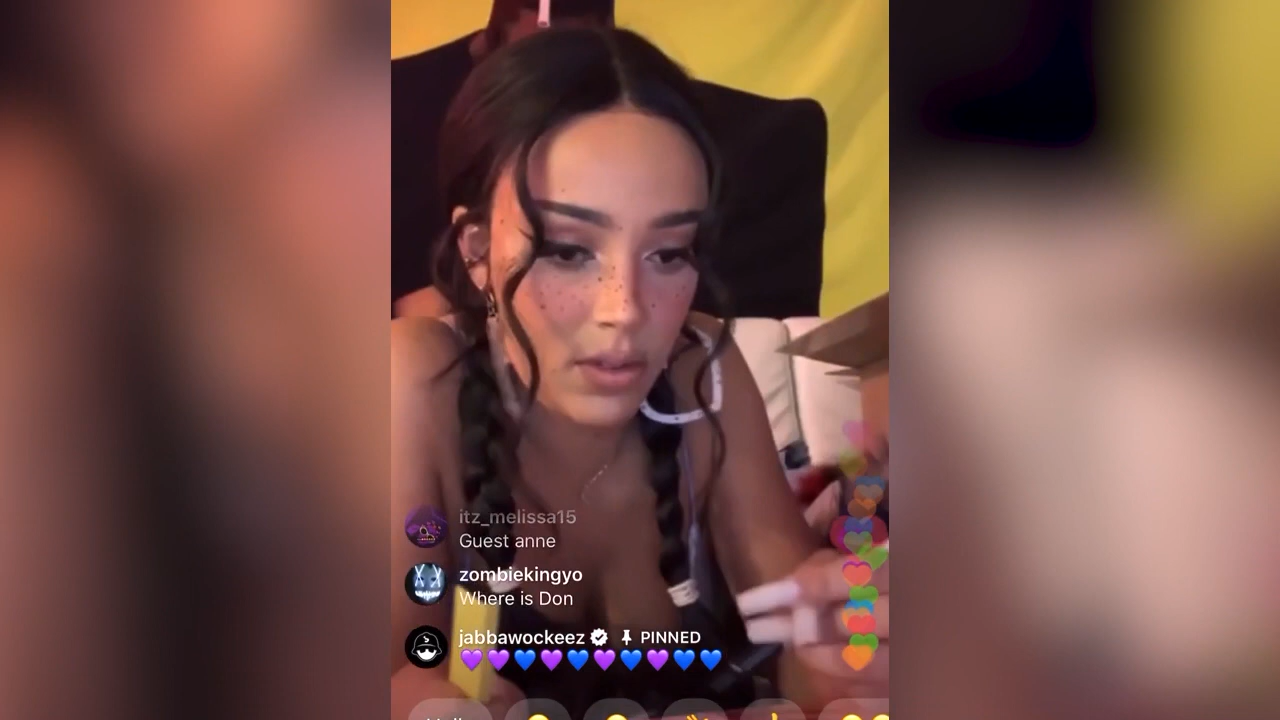 itz_melissa15
Guest anne
zombiekingyo
Where is Don
jabbawockeez PINNED
💜💜💙💜💙💜💙💜💙💙